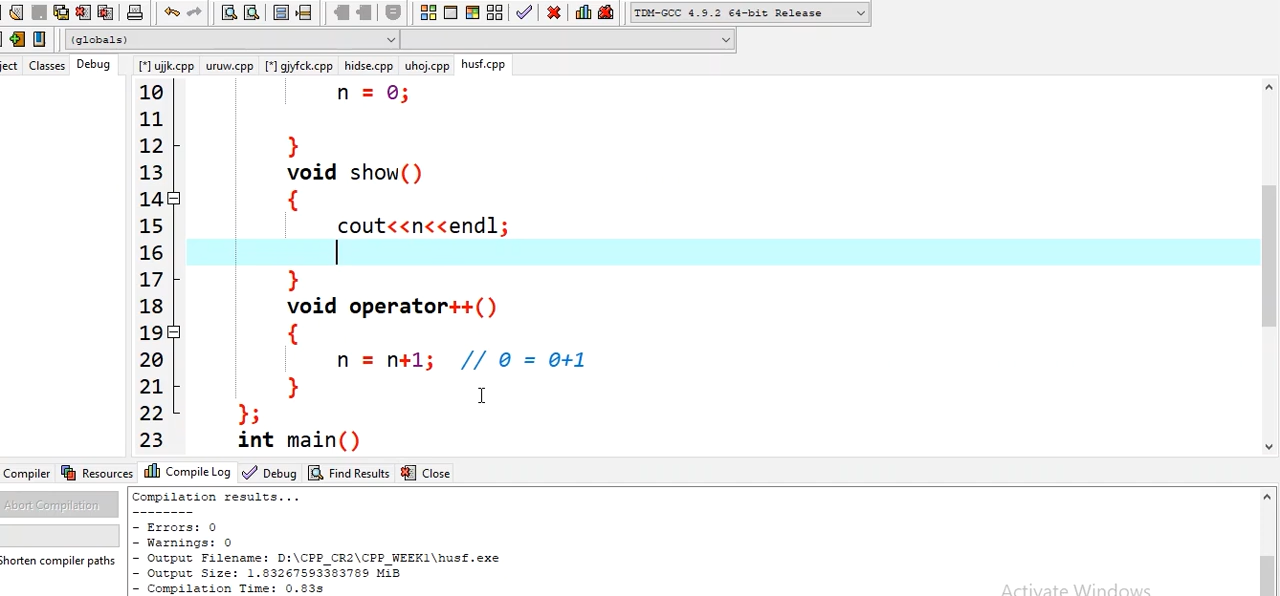 TDM-GCC 4.9.2 64-bit Release
(globals)
ject Classes Debug [*] ujjk.cpp uruw.cpp [*] gjyfck.cpp hidse.cpp uhoj.cpp husf.cpp
10 n = 0;
11
12 }
13 void show()
14 {
15 cout<<n<<endl;
16
17 }
18 void operator++()
19 {
20 n = n+1; // 0 = 0+1
21 }
22 };
23 int main()
Compiler Resources Compile Log Debug Find Results Close
Abort Compilation
Shorten compiler paths
Compilation results...
--------
- Errors: 0
- Warnings: 0
- Output Filename: D:\CPP_CR2\CPP_WEEK1\husf.exe
- Output Size: 1.83267593383789 MiB
- Compilation Time: 0.83s
Activate Windows